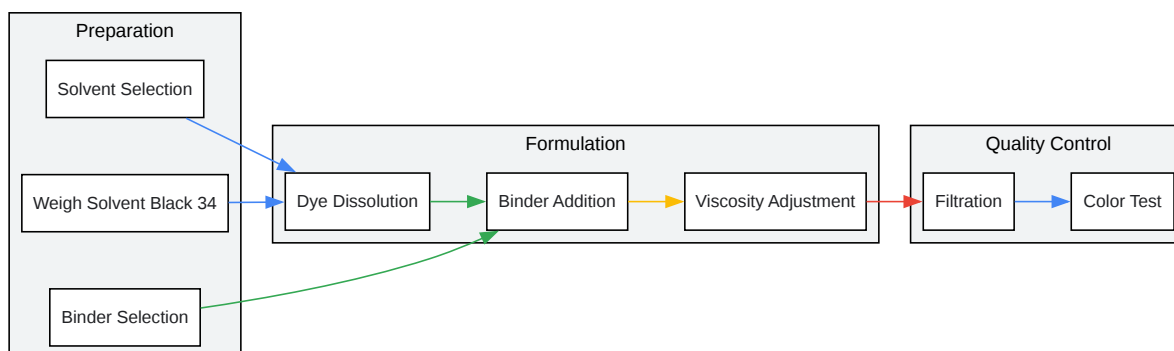 Preparation
Solvent Selection
Weigh Solvent Black 34
Binder Selection
Formulation
Dye Dissolution
Binder Addition
Viscosity Adjustment
Quality Control
Filtration
Color Test